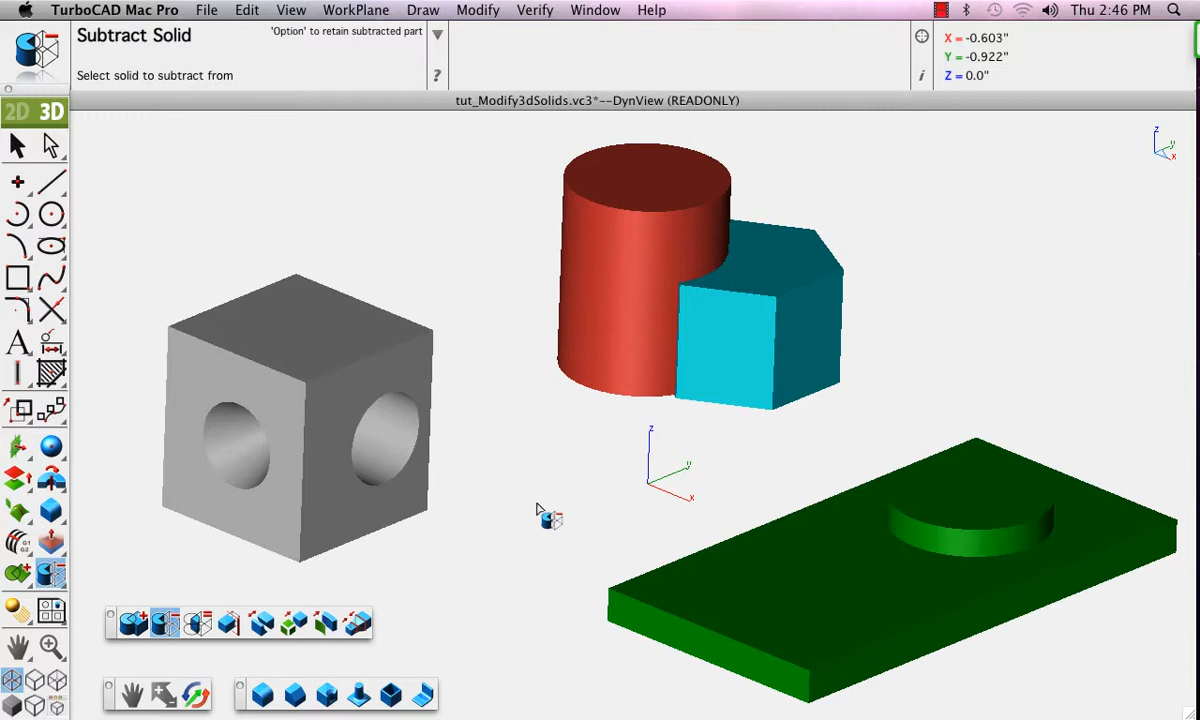 TurboCAD Mac Pro File Edit View WorkPlane Draw Modify Verify Window Help Thu 2:46 PM
Subtract Solid 'Option' to retain subtracted part
Select solid to subtract from ?
X = -0.603"
Y = -0.922"
i Z = 0.0"
tut_Modify3dSolids.vc3*--DynView (READONLY)
2D 3D
z
y
x
A
z
y
x
G1
G2